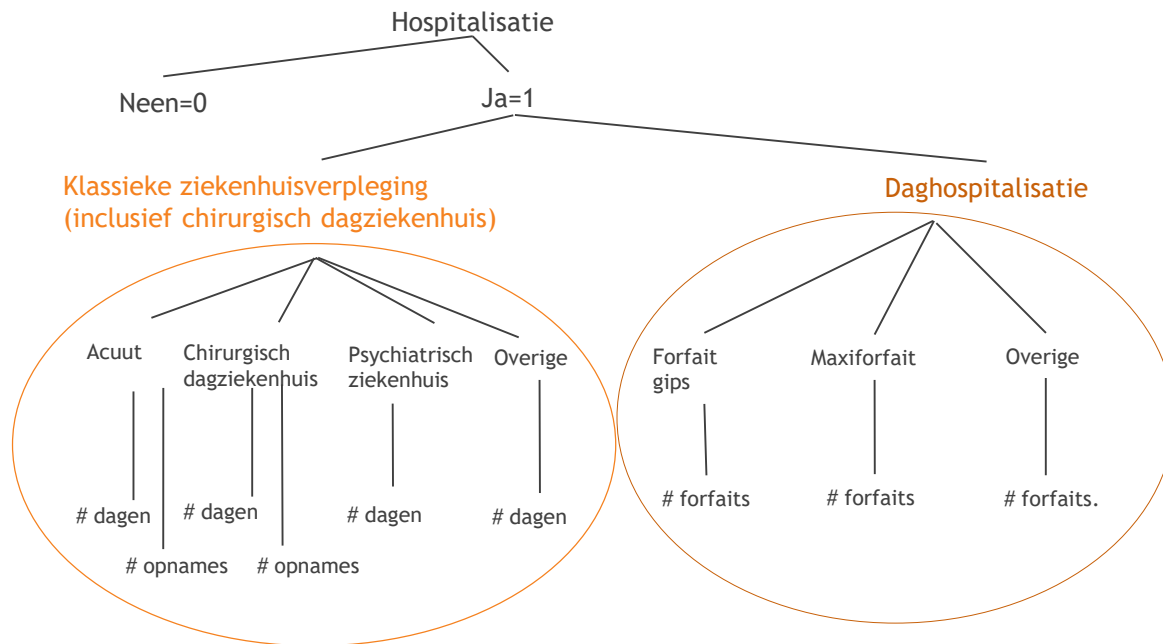 Hospitalisatie
Neen=0
Ja=1
Klassieke ziekenhuisverpleging
(inclusief chirurgisch dagziekenhuis)
Daghospitalisatie
Acuut
Chirurgisch
dagziekenhuis
Psychiatrisch
ziekenhuis
Overige
Forfait
gips
Maxiforfait
Overige
# dagen
# dagen
# dagen
# dagen
# forfaits
# forfaits
# forfaits.
# opnames
# opnames